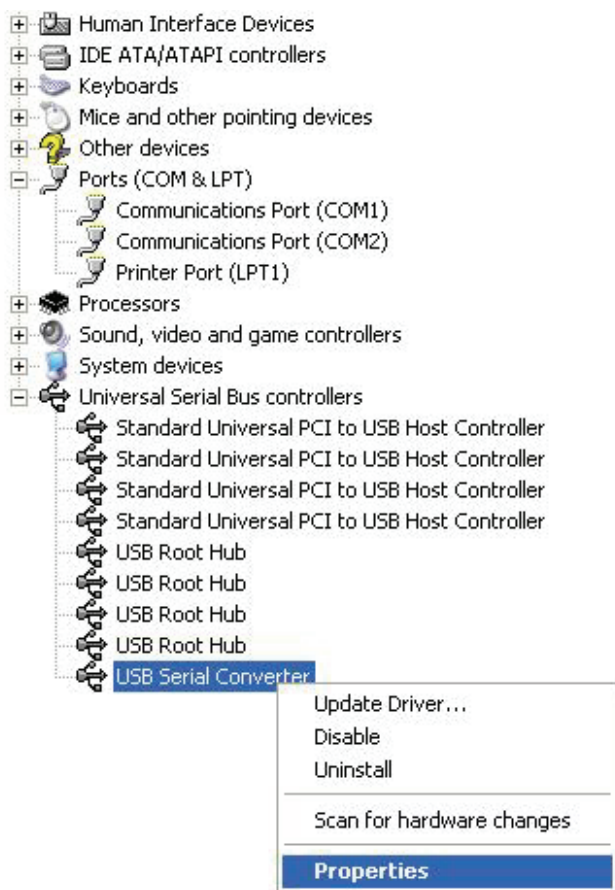 Human Interface Devices
IDE ATA/ATAPI controllers
Keyboards
Mice and other pointing devices
Other devices
Ports (COM & LPT)
Communications Port (COM1)
Communications Port (COM2)
Printer Port (LPT1)
Processors
Sound, video and game controllers
System devices
Universal Serial Bus controllers
Standard Universal PCI to USB Host Controller
Standard Universal PCI to USB Host Controller
Standard Universal PCI to USB Host Controller
Standard Universal PCI to USB Host Controller
USB Root Hub
USB Root Hub
USB Root Hub
USB Root Hub
USB Serial Converter
Update Driver...
Disable
Uninstall
Scan for hardware changes
Properties